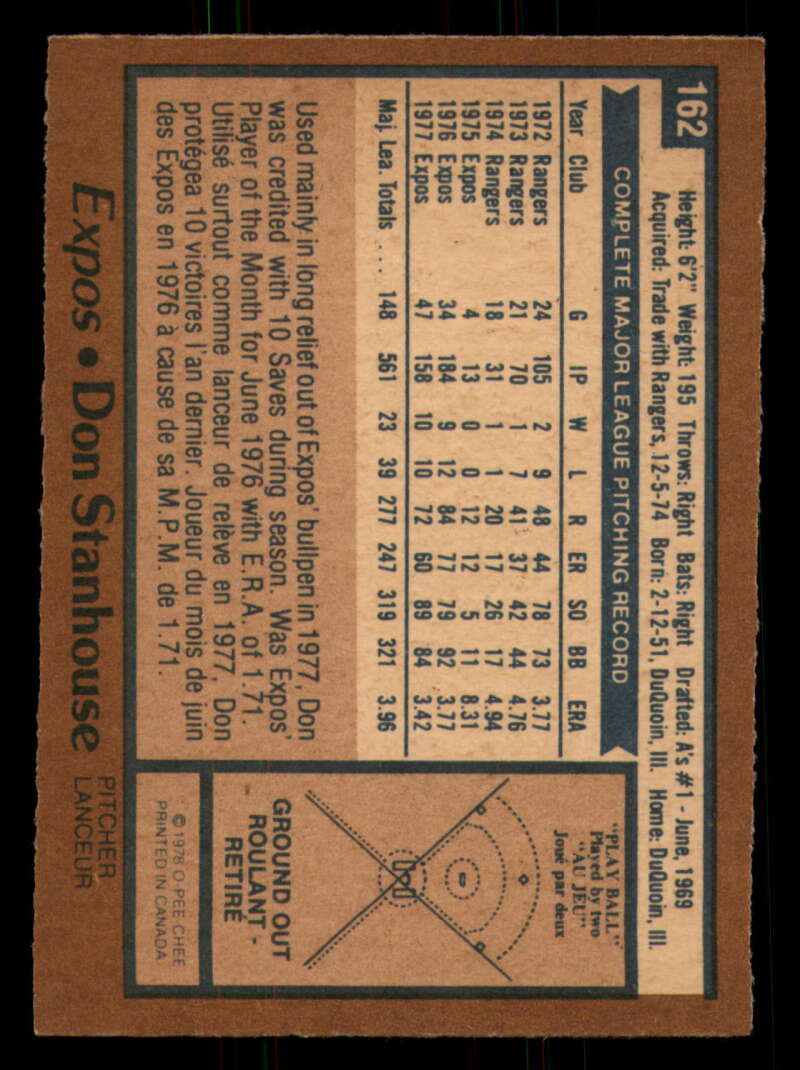 162
Height: 6'2" Weight: 195 Throws: Right Bats: Right Drafted: A's #1 - June, 1969
Acquired: Trade with Rangers, 12-5-74 Born: 2-12-51, DuQuoin, Ill. Home: DuQuoin, Ill.
COMPLETE MAJOR LEAGUE PITCHING RECORD
Year Club G IP W L R ER SO BB ERA
1972 Rangers 24 105 2 9 48 44 78 73 3.77
1973 Rangers 21 70 1 7 41 37 42 44 4.76
1974 Rangers 18 31 1 1 20 17 26 17 4.94
1975 Expos 4 13 0 0 12 12 5 11 8.31
1976 Expos 34 184 9 12 84 77 79 92 3.77
1977 Expos 47 158 10 10 72 60 89 84 3.42
Maj. Lea. Totals ... 148 561 23 39 277 247 319 321 3.96
Used mainly in long relief out of Expos' bullpen in 1977, Don
was credited with 10 Saves during season. Was Expos'
Player of the Month for June 1976 with E.R.A. of 1.71.
Utilisé surtout comme lanceur de relève en 1977, Don
protégea 10 victoires l'an dernier. Joueur du mois de juin
des Expos en 1976 à cause de sa M.P.M. de 1.71.
"PLAY BALL"
Played by two
"AU JEU"
Joué par deux
GROUND OUT
ROULANT -
RETIRÉ
©1978 O-PEE-CHEE
PRINTED IN CANADA
Expos • Don Stanhouse
PITCHER
LANCEUR